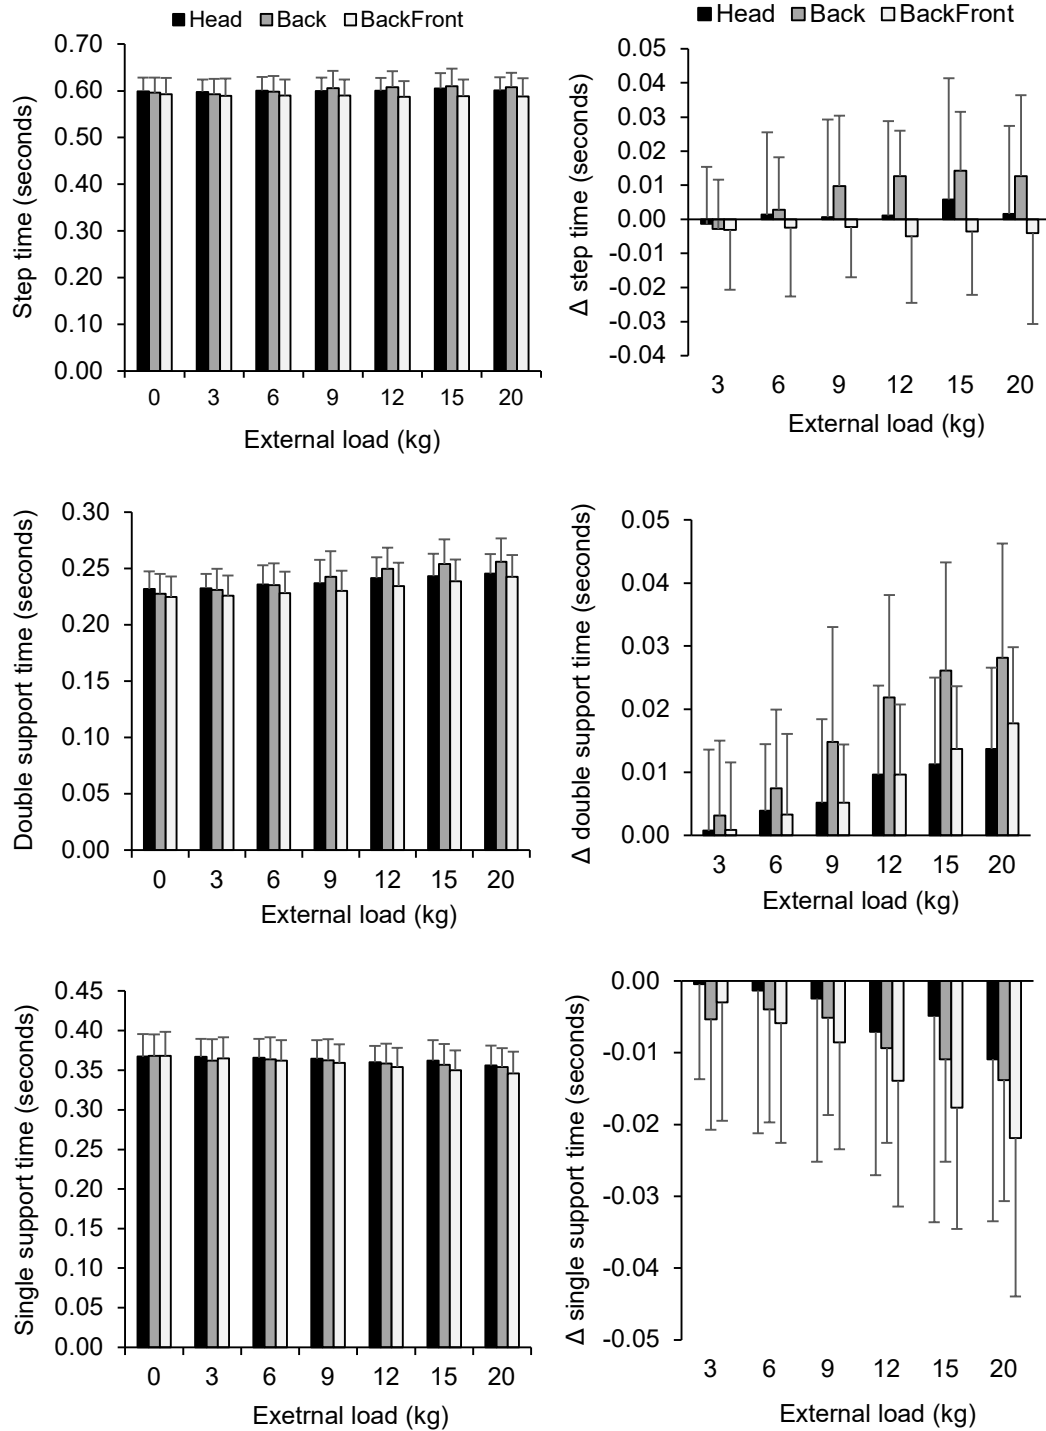 Head Back BackFront
0.70
0.60
0.50
0.40
0.30
0.20
0.10
0.00
Step time (seconds)
0 3 6 9 12 15 20
External load (kg)
Head Back BackFront
0.05
0.04
0.03
0.02
0.01
0.00
-0.01
-0.02
-0.03
-0.04
Δ step time (seconds)
3 6 9 12 15 20
External load (kg)
0.30
0.25
0.20
0.15
0.10
0.05
0.00
Double support time (seconds)
0 3 6 9 12 15 20
External load (kg)
0.05
0.04
0.03
0.02
0.01
0.00
Δ double support time (seconds)
3 6 9 12 15 20
External load (kg)
0.45
0.40
0.35
0.30
0.25
0.20
0.15
0.10
0.05
0.00
Single support time (seconds)
0 3 6 9 12 15 20
Exetrnal load (kg)
0.00
-0.01
-0.02
-0.03
-0.04
-0.05
Δ single support time (seconds)
3 6 9 12 15 20
External load (kg)